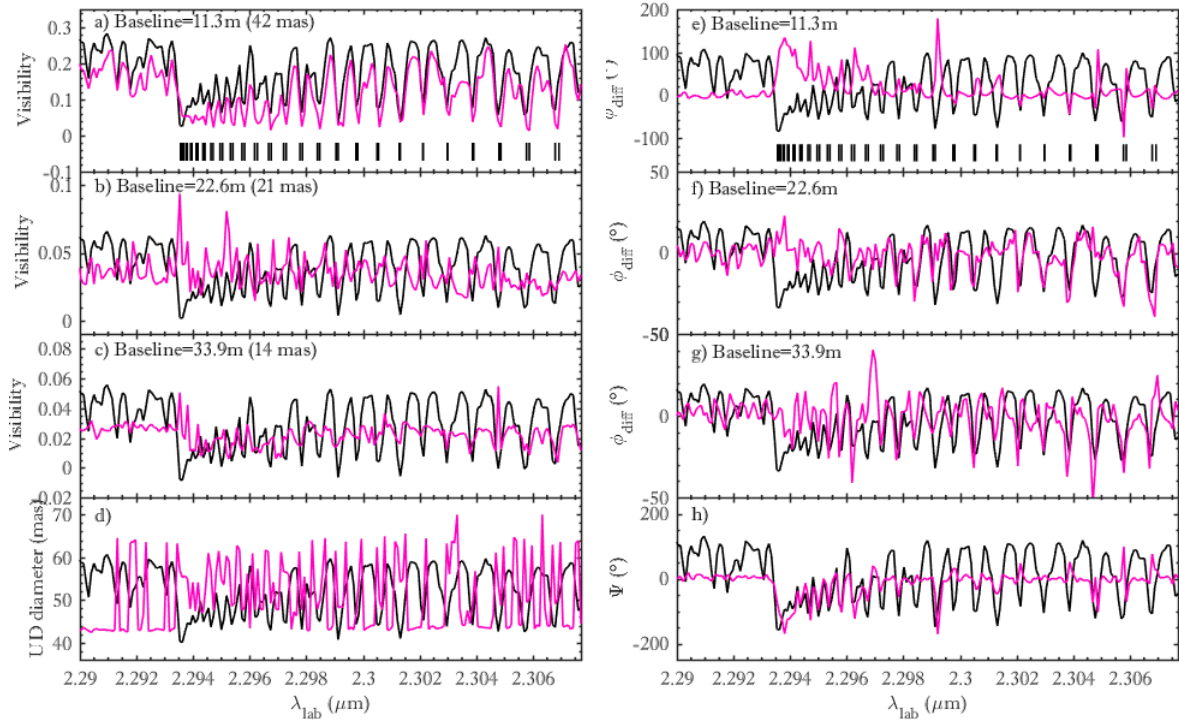 a) Baseline=11.3m (42 mas)
Visibility
0.3
0.2
0.1
0
-0.1
b) Baseline=22.6m (21 mas)
Visibility
0.1
0.05
0
c) Baseline=33.9m (14 mas)
Visibility
0.08
0.06
0.04
0.02
0
0.02
d)
UD diameter (mas)
70
60
50
40
2.29 2.292 2.294 2.296 2.298 2.3 2.302 2.304 2.306
λlab (μm)
e) Baseline=11.3m
φdiff
200
100
0
-100
f) Baseline=22.6m
ϕdiff (°)
50
0
-50
g) Baseline=33.9m
ϕdiff (°)
0
-50
h)
Ψ (°)
200
0
-200
2.29 2.292 2.294 2.296 2.298 2.3 2.302 2.304 2.306
λlab (μm)